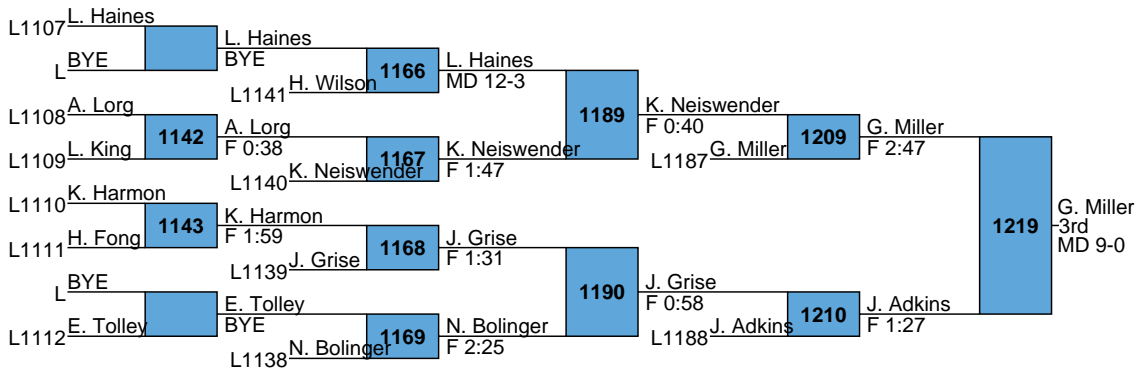 L1107 L. Haines
L BYE
L. Haines
BYE
L1141 H. Wilson
1166
L. Haines
MD 12-3
L1108 A. Lorg
L1109 L. King
1142
A. Lorg
F 0:38
L1140 K. Neiswender
1167
K. Neiswender
F 1:47
1189
K. Neiswender
F 0:40
L1187 G. Miller
1209
G. Miller
F 2:47
L1110 K. Harmon
L1111 H. Fong
1143
K. Harmon
F 1:59
L1139 J. Grise
1168
J. Grise
F 1:31
L BYE
L1112 E. Tolley
E. Tolley
BYE
L1138 N. Bolinger
1169
N. Bolinger
F 2:25
1190
J. Grise
F 0:58
L1188 J. Adkins
1210
J. Adkins
F 1:27
1219
G. Miller
3rd
MD 9-0